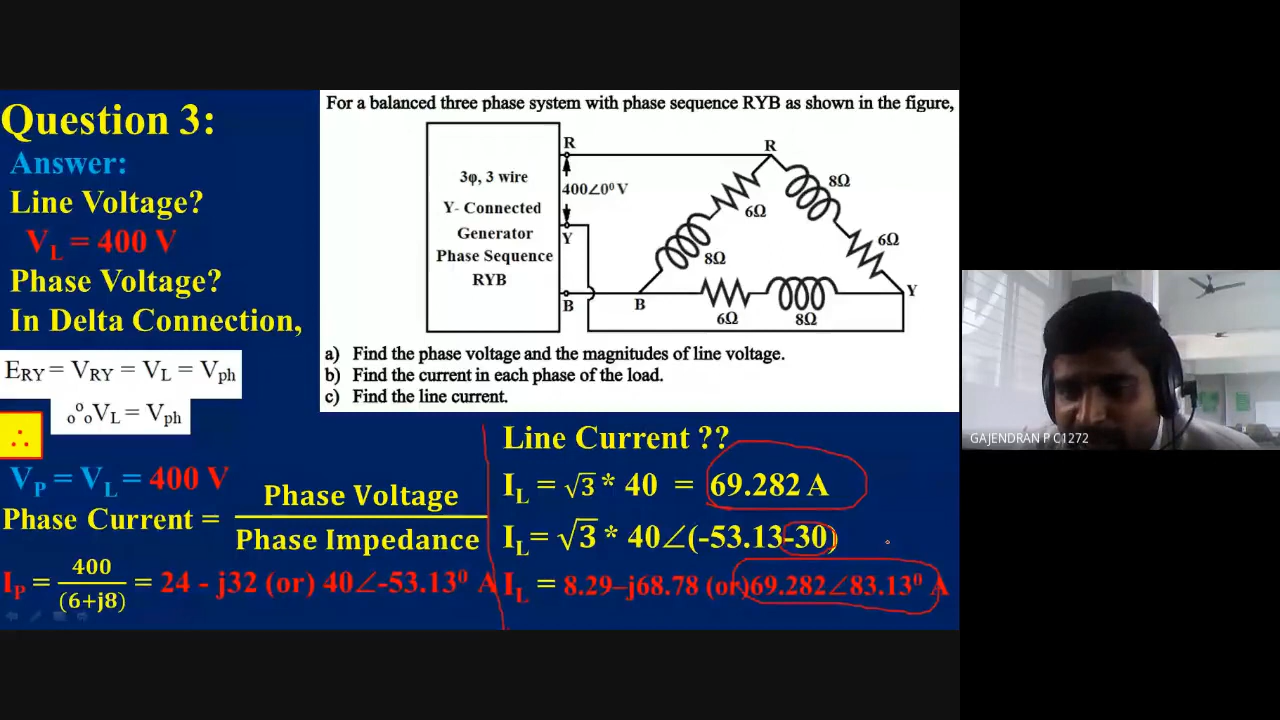 Question 3:
Answer:
Line Voltage?
VL = 400 V
Phase Voltage?
In Delta Connection,
ERY = VRY = VL = Vph
o°oVL = Vph
∴
VP = VL = 400 V
Phase Current = Phase Voltage
Phase Impedance
IP = 400/(6+j8) = 24 - j32 (or) 40∠-53.13⁰ A
For a balanced three phase system with phase sequence RYB as shown in the figure,
3φ, 3 wire
Y- Connected
Generator
Phase Sequence
RYB
R
400∠0⁰ V
Y
B
R
8Ω
6Ω
6Ω
8Ω
B
Y
6Ω
8Ω
a) Find the phase voltage and the magnitudes of line voltage.
b) Find the current in each phase of the load.
c) Find the line current.
Line Current ??
IL = √3 * 40 = 69.282 A
IL= √3 * 40∠(-53.13-30)
IL = 8.29–j68.78 (or)69.282∠83.13⁰ A
GAJENDRAN P C1272